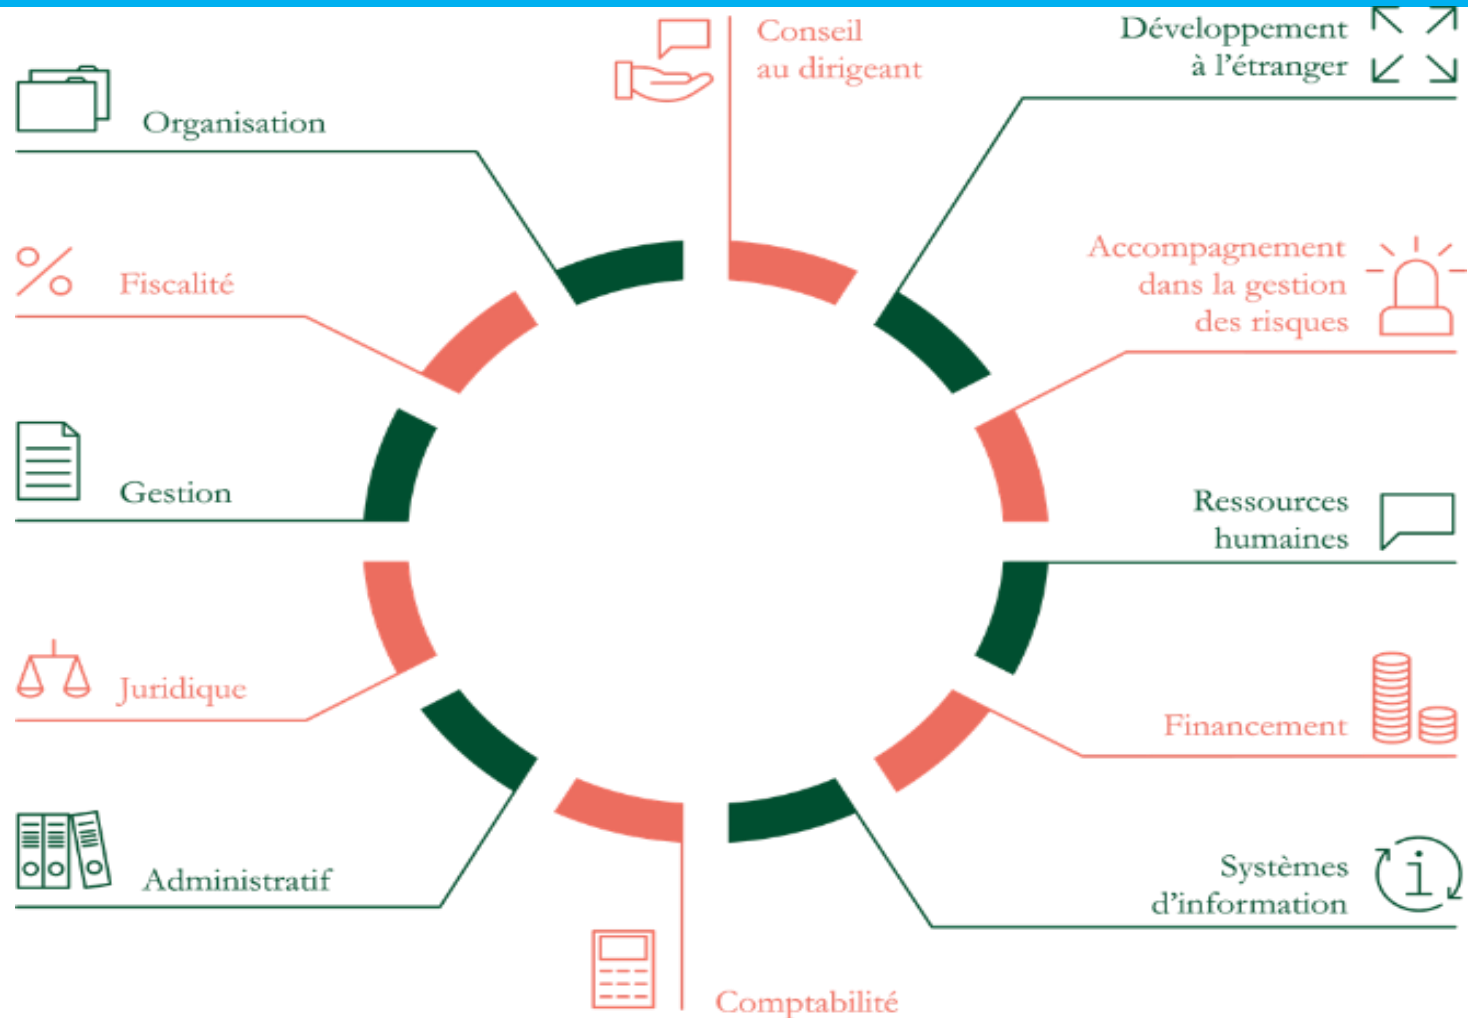 Conseil
au dirigeant
Développement
à l'étranger
Organisation
Accompagnement
dans la gestion
des risques
Fiscalité
Gestion
Ressources
humaines
Juridique
Financement
Administratif
Systèmes
d'information
i
Comptabilité